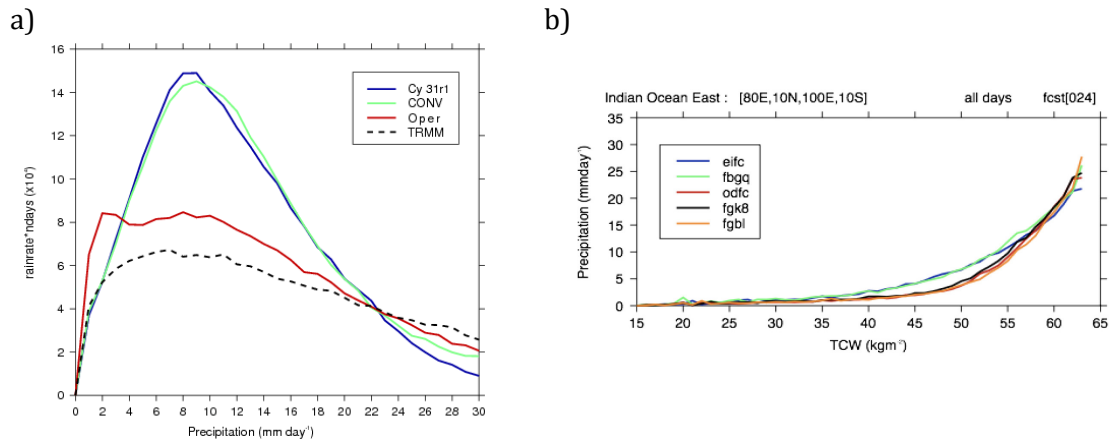 a)
16
14
12
10
8
6
4
2
0
rainrate*ndays (x10⁶)
Cy 31r1
CONV
Oper
TRMM
0 2 4 6 8 10 12 14 16 18 20 22 24 26 28 30
Precipitation (mm day⁻¹)
b)
Indian Ocean East : [80E,10N,100E,10S] all days fcst[024]
35
30
25
20
15
10
5
0
Precipitation (mmday⁻¹)
eifc
fbgq
odfc
fgk8
fgbl
15 20 25 30 35 40 45 50 55 60 65
TCW (kgm⁻²)